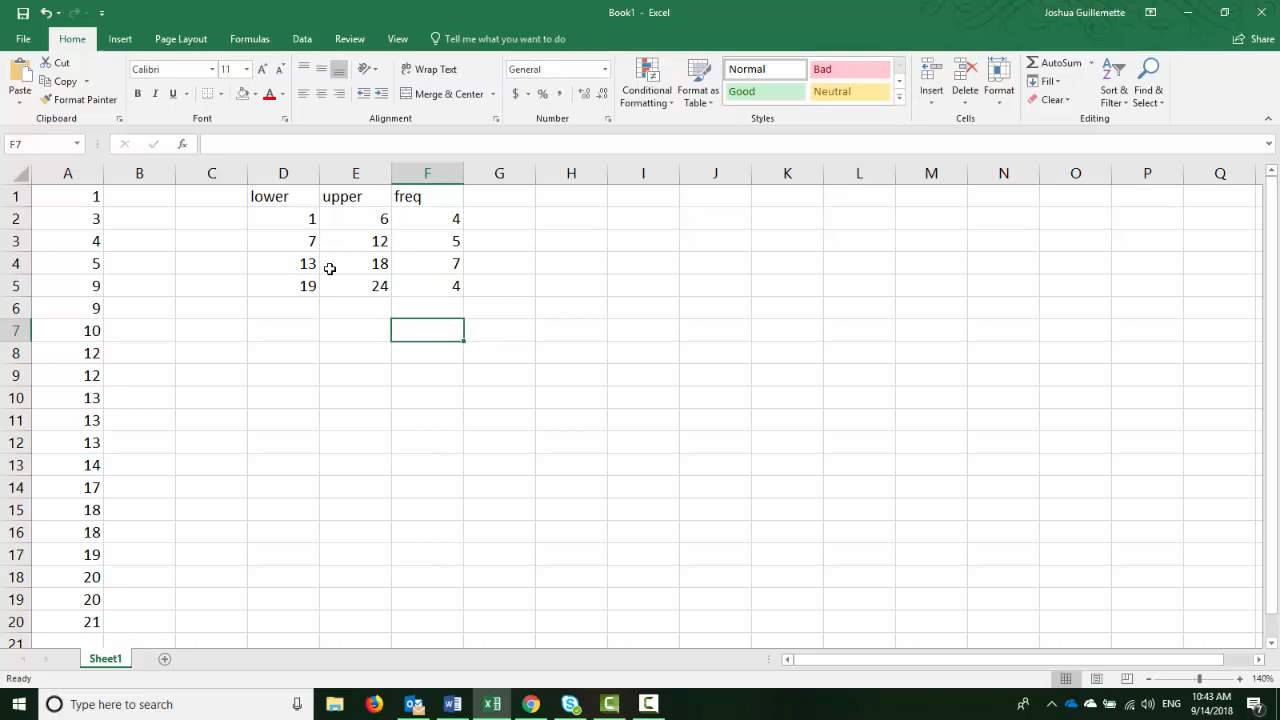 Book1 - Excel
Joshua Guillemette
File Home Insert Page Layout Formulas Data Review View Tell me what you want to do Share
Paste
Cut
Copy
Format Painter
Clipboard
Calibri 11
B I U A
Font
Wrap Text
Merge & Center
Alignment
General
$ % ,
Number
Conditional Formatting
Format as Table
Normal Bad
Good Neutral
Styles
Insert Delete Format
Cells
AutoSum
Fill
Clear
Sort & Filter
Find & Select
Editing
F7 fx
A B C D E F G H I J K L M N O P Q
1 1 lower upper freq
2 3 1 6 4
3 4 7 12 5
4 5 13 18 7
5 9 19 24 4
6 9
7 10
8 12
9 12
10 13
11 13
12 13
13 14
14 17
15 18
16 18
17 19
18 20
19 20
20 21
21
Sheet1
Ready 140%
Type here to search
ENG
10:43 AM
9/14/2018